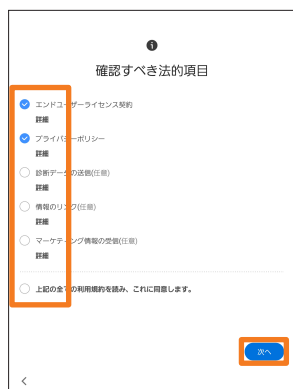 確認すべき法的項目
エンドユーザーライセンス契約
詳細
プライバシーポリシー
詳細
診断データの送信(任意)
詳細
情報のリンク(任意)
詳細
マーケティング情報の受信(任意)
詳細
上記の全ての利用規約を読み、これに同意します。
次へ